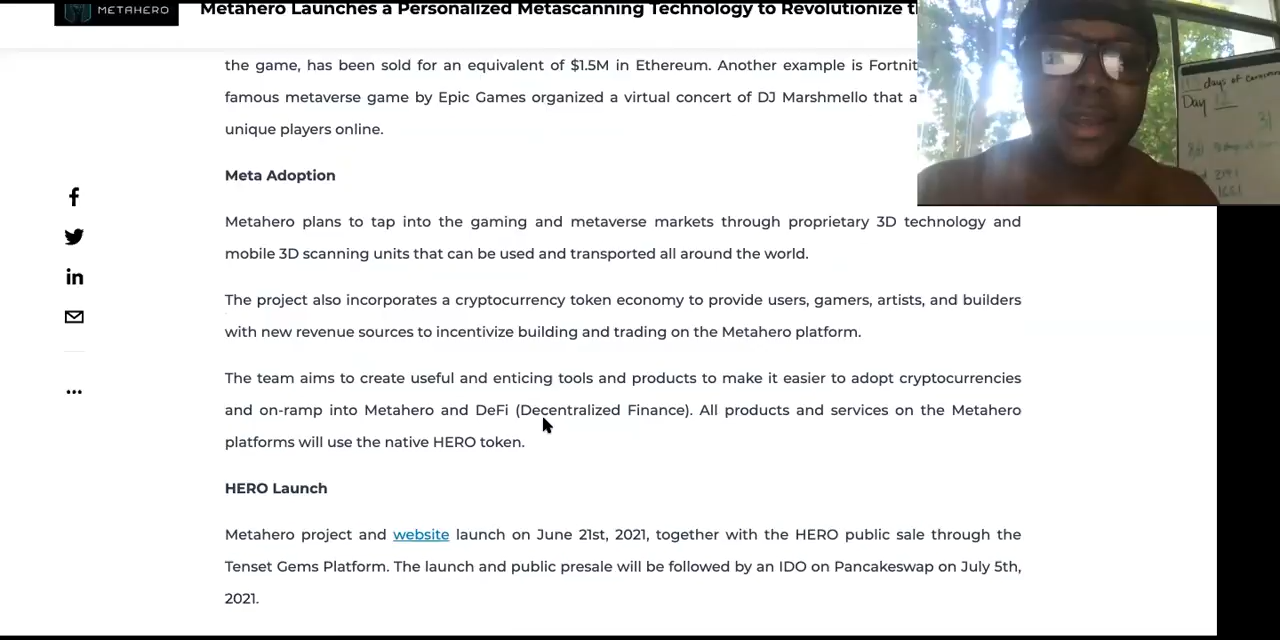 METAHERO
Metahero Launches a Personalized Metascanning Technology to Revolutionize
the game, has been sold for an equivalent of $1.5M in Ethereum. Another example is
famous metaverse game by Epic Games organized a virtual concert of DJ Marshmello that a
unique players online.
Meta Adoption
Metahero plans to tap into the gaming and metaverse markets through proprietary 3D technology and
mobile 3D scanning units that can be used and transported all around the world.
The project also incorporates a cryptocurrency token economy to provide users, gamers, artists, and builders
with new revenue sources to incentivize building and trading on the Metahero platform.
The team aims to create useful and enticing tools and products to make it easier to adopt cryptocurrencies
and on-ramp into Metahero and DeFi (Decentralized Finance). All products and services on the Metahero
platforms will use the native HERO token.
HERO Launch
Metahero project and website launch on June 21st, 2021, together with the HERO public sale through the
Tenset Gems Platform. The launch and public presale will be followed by an IDO on Pancakeswap on July 5th,
2021.
days of
Day